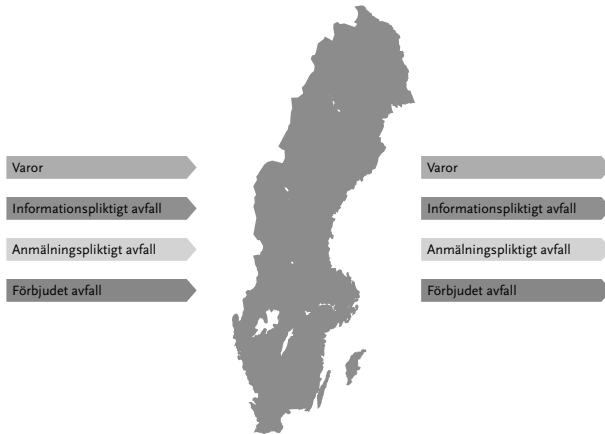 Varor
Informationspliktigt avfall
Anmälningspliktigt avfall
Förbjudet avfall
Varor
Informationspliktigt avfall
Anmälningspliktigt avfall
Förbjudet avfall